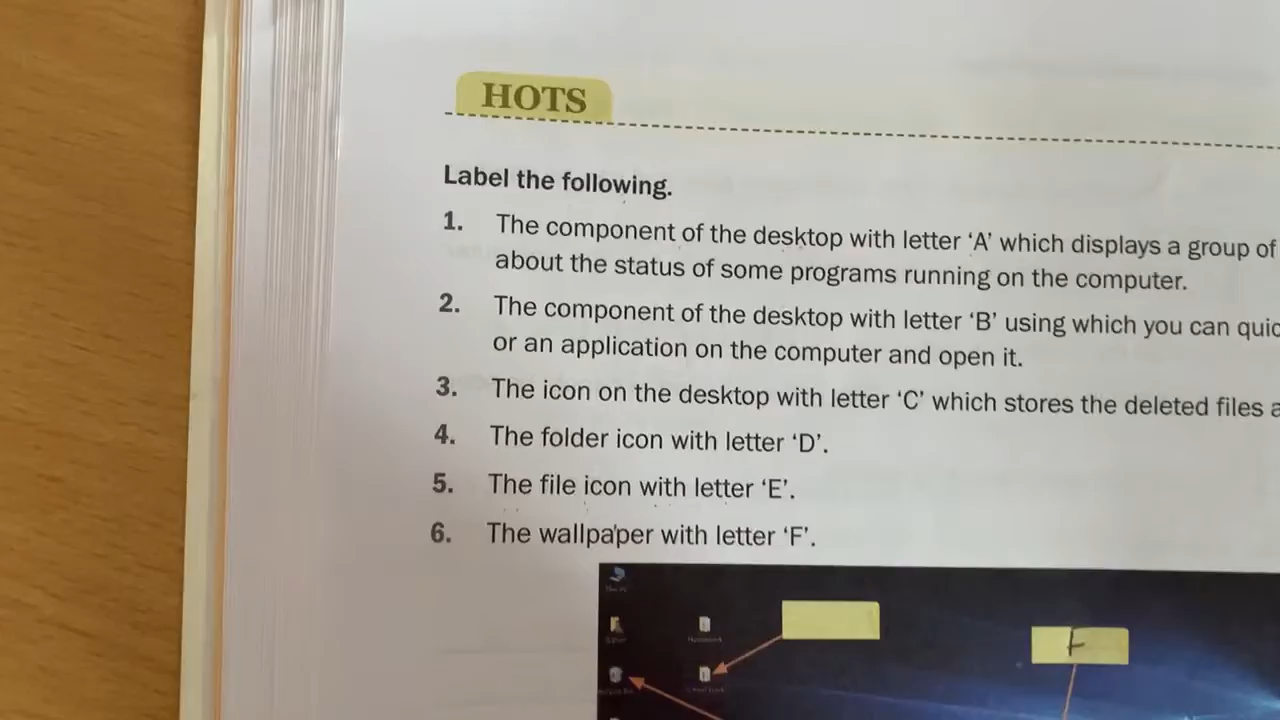 HOTS
Label the following.
1. The component of the desktop with letter ‘A’ which displays a group of
about the status of some programs running on the computer.
2. The component of the desktop with letter ‘B’ using which you can quic
or an application on the computer and open it.
3. The icon on the desktop with letter ‘C’ which stores the deleted files a
4. The folder icon with letter ‘D’.
5. The file icon with letter ‘E’.
6. The wallpaper with letter ‘F’.
F